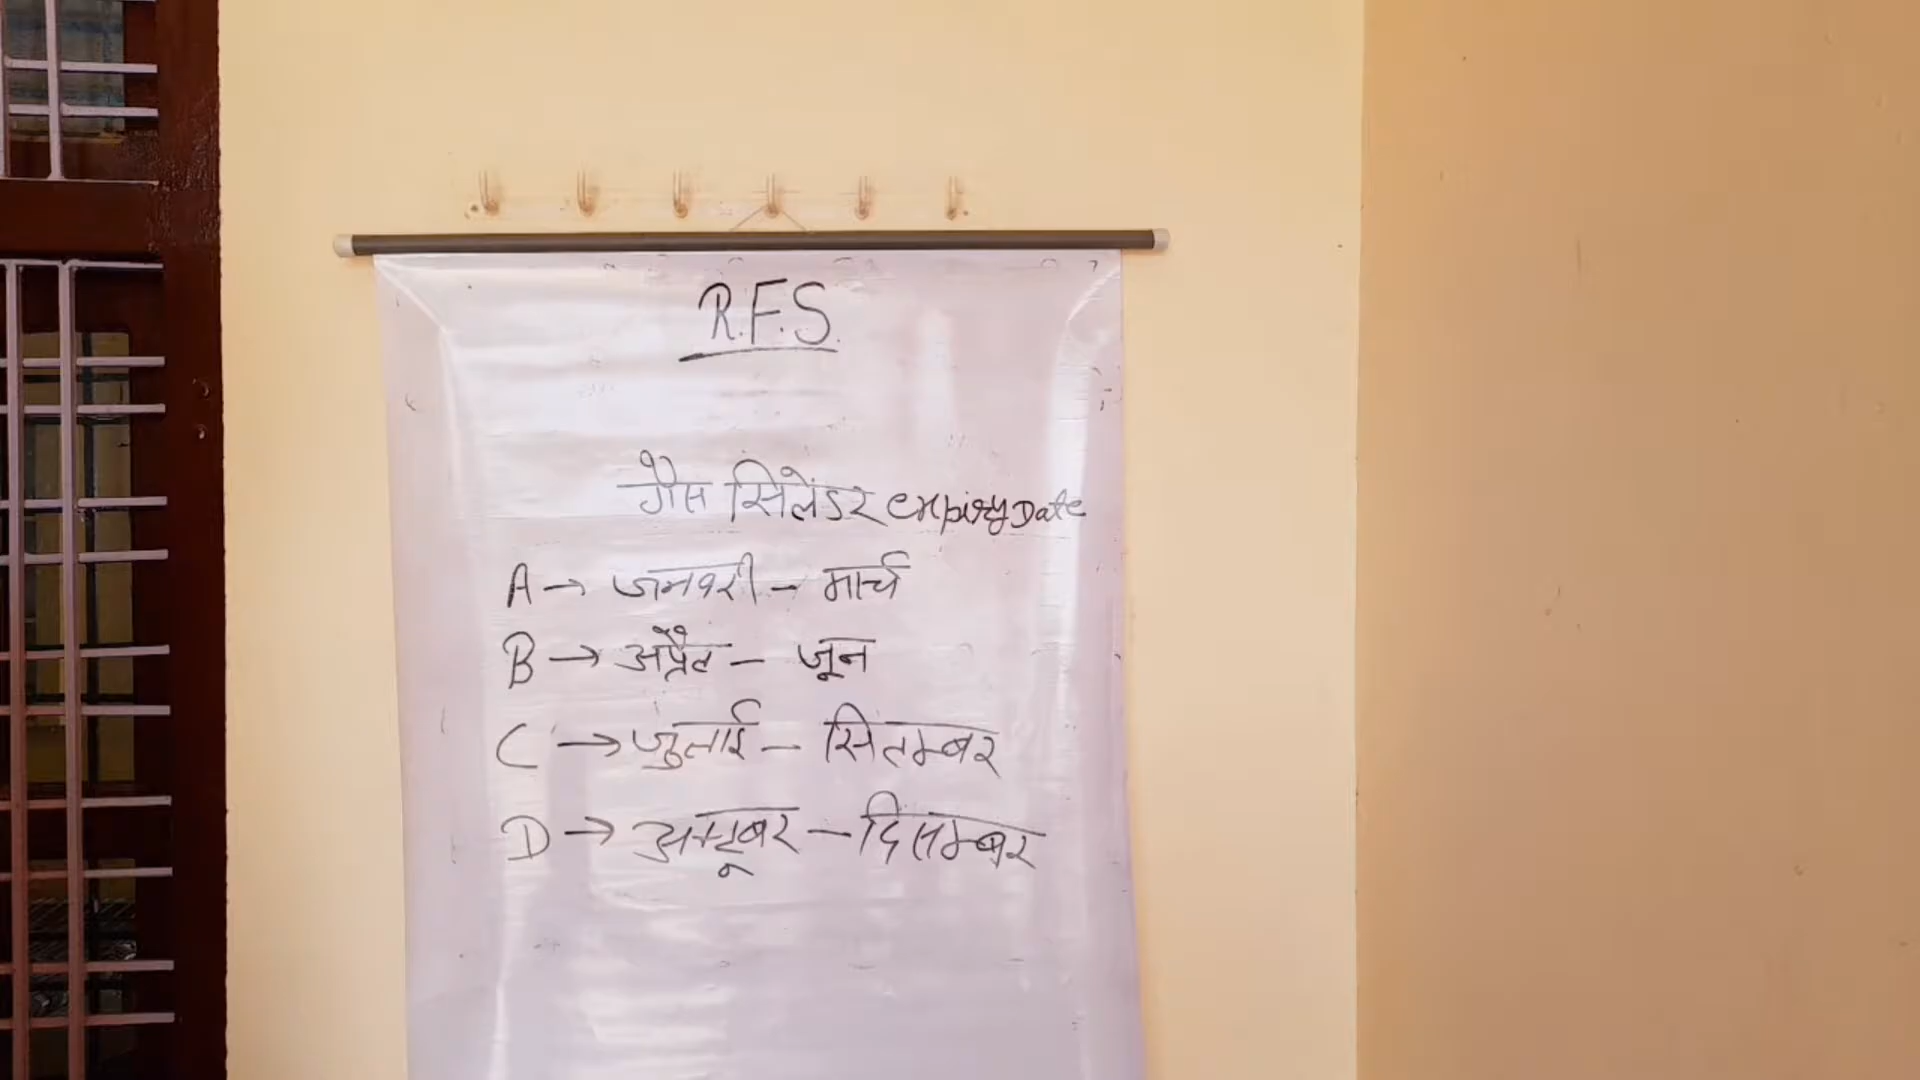 R.F.S.
गैस सिलेंडर expiry Date
A → जनवरी – मार्च
B → अप्रैल – जून
C → जुलाई – सितम्बर
D → अक्टूबर – दिसम्बर